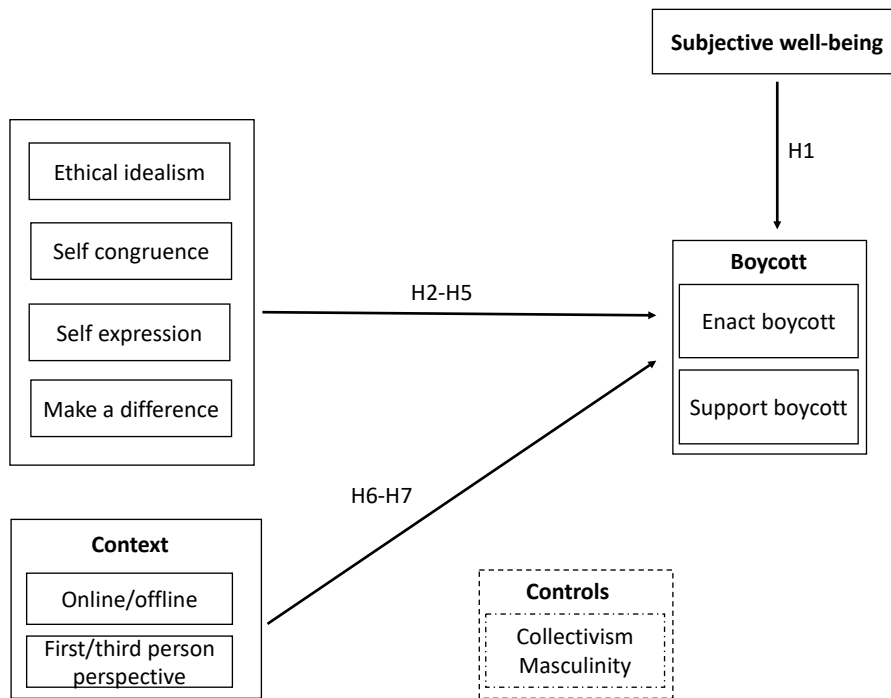 Subjective well-being
H1
Ethical idealism
Self congruence
Self expression
Make a difference
H2-H5
Boycott
Enact boycott
Support boycott
H6-H7
Context
Online/offline
First/third person
perspective
Controls
Collectivism
Masculinity